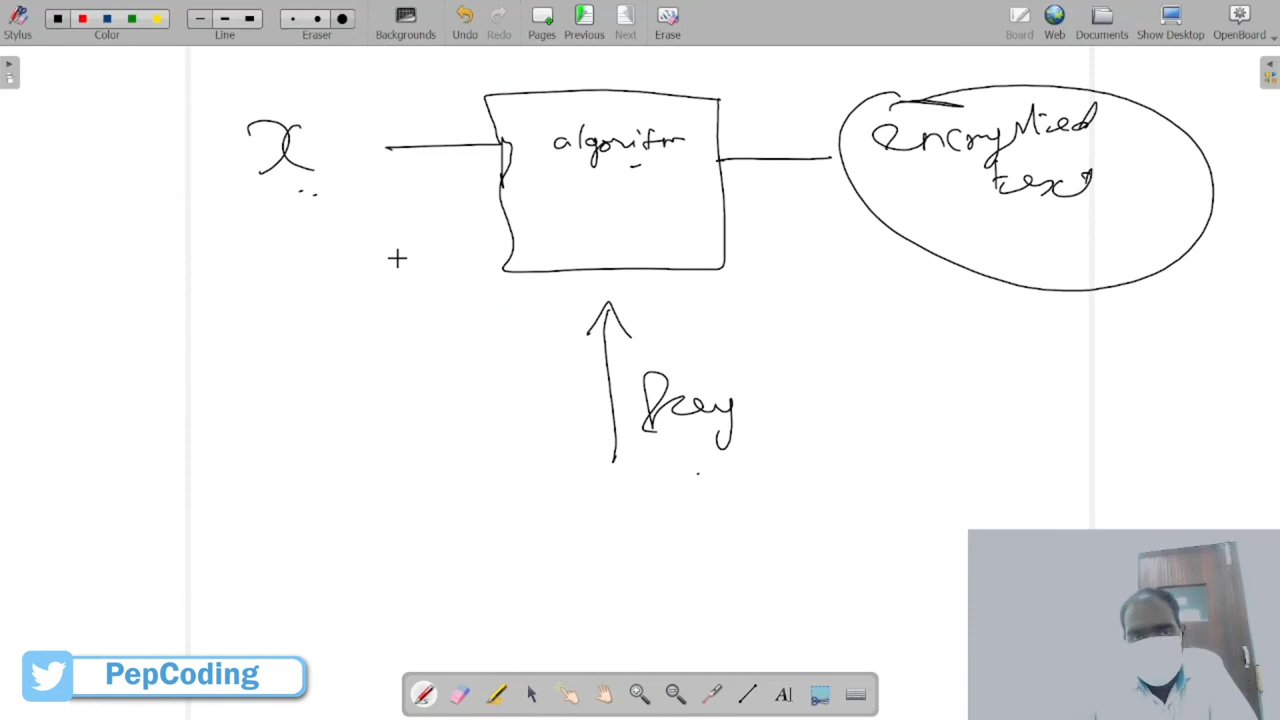 Stylus
Color
Line
Eraser
Backgrounds
Undo
Redo
Pages
Previous
Next
Erase
Board
Web
Documents
Show Desktop
OpenBoard
x
algorithm
encrypted
text
+
key
PepCoding
A